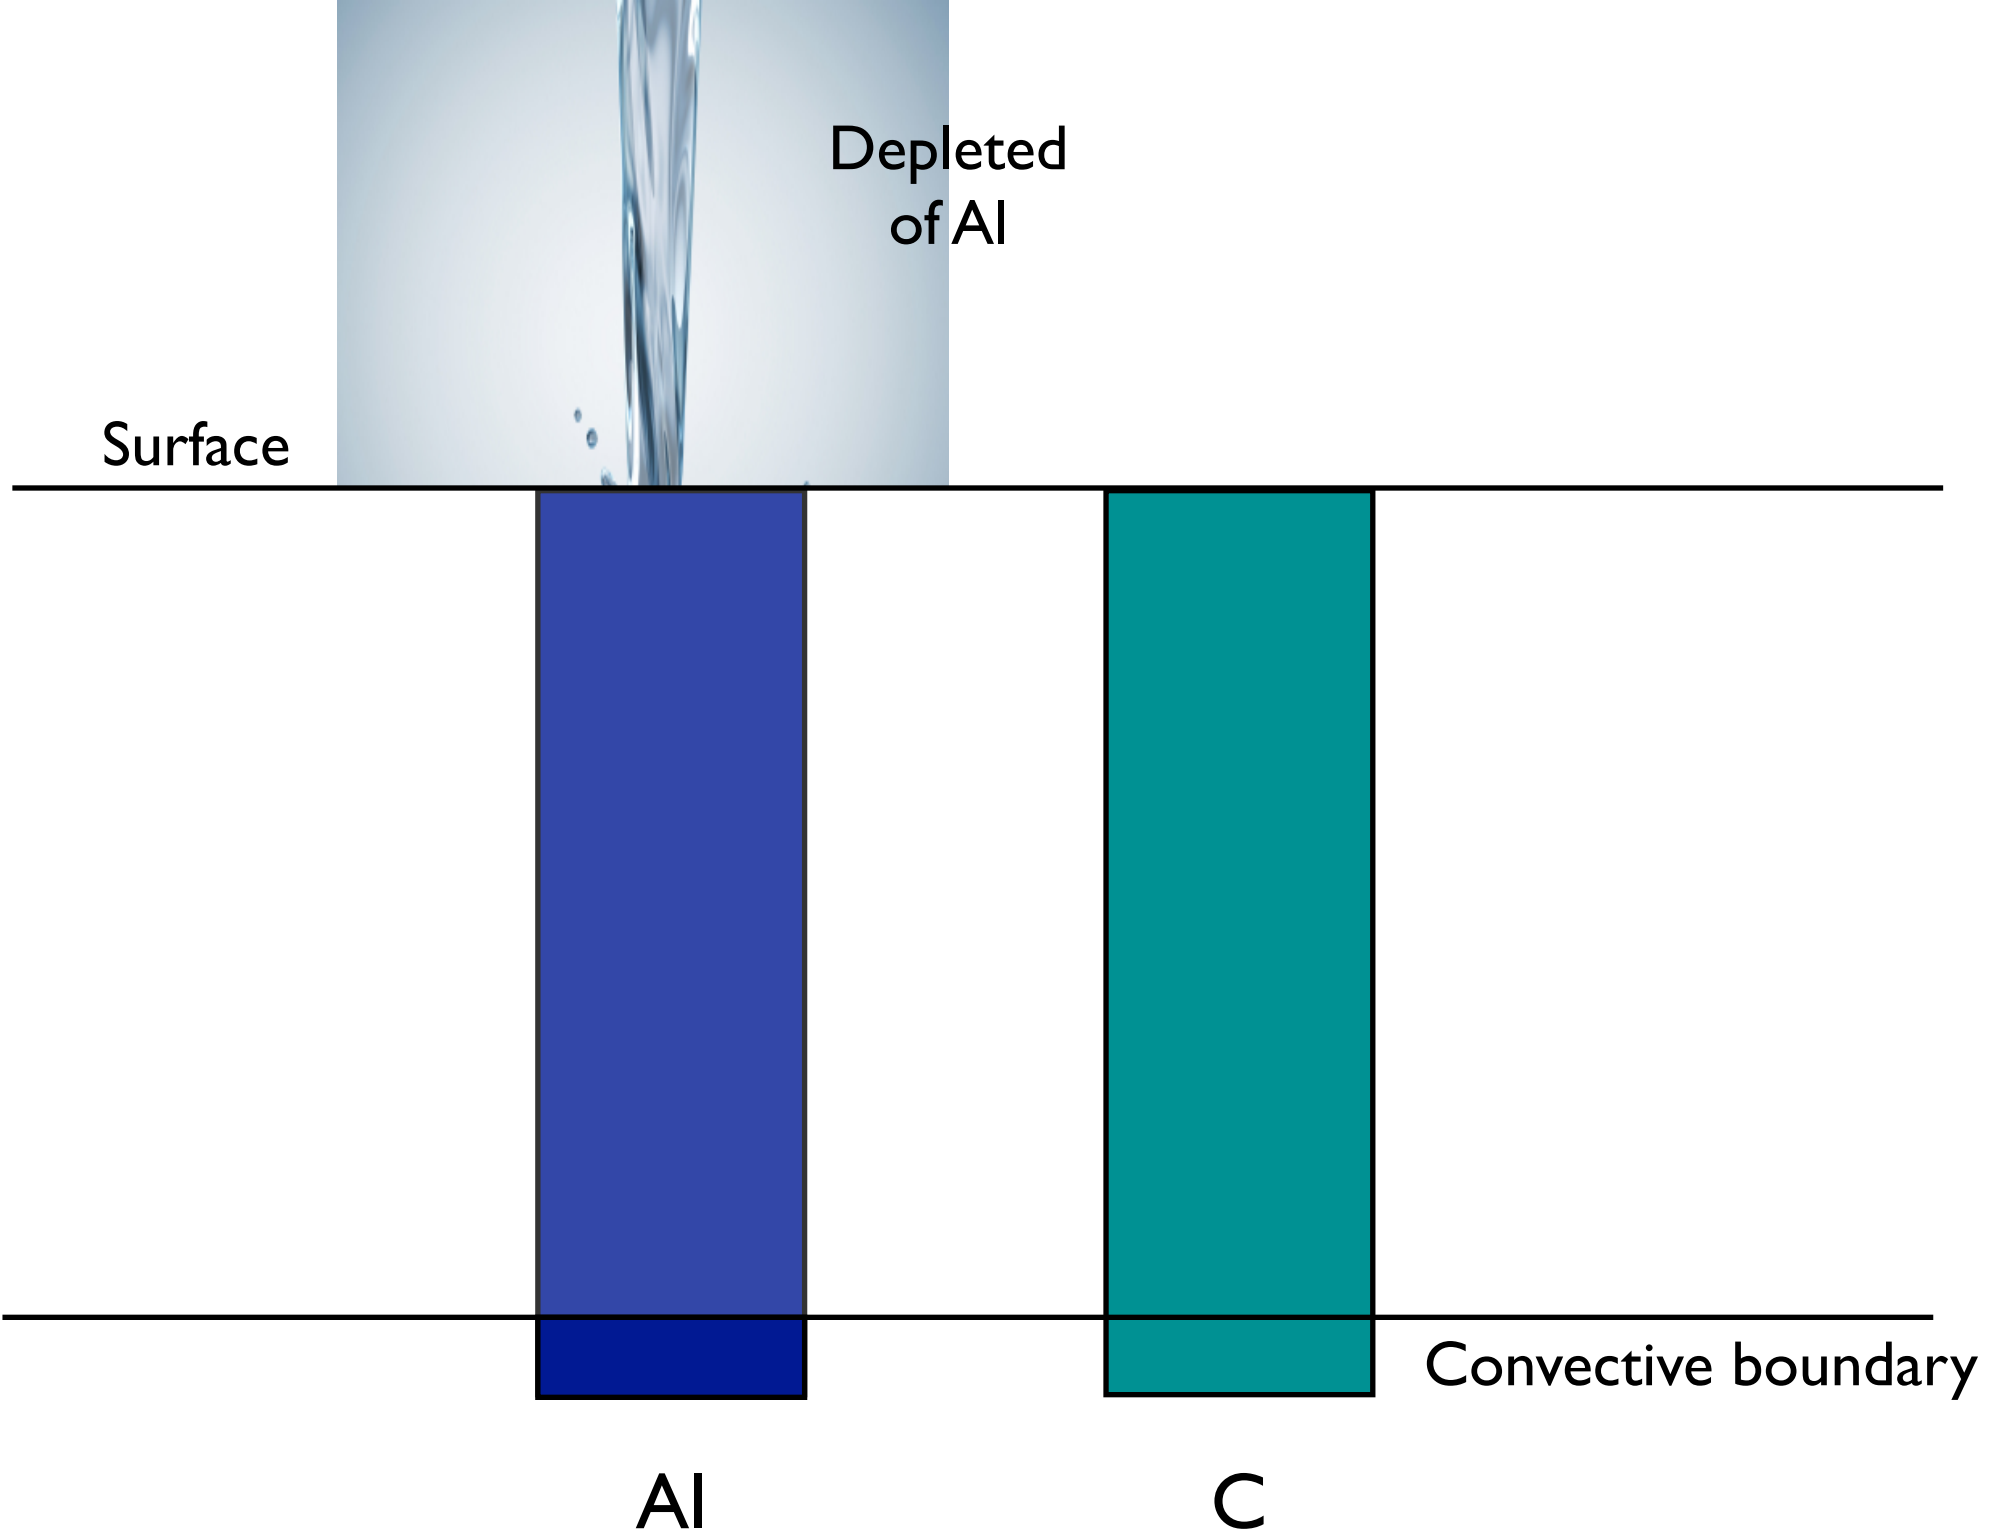 Depleted
of Al
Surface
Convective boundary
Al
C